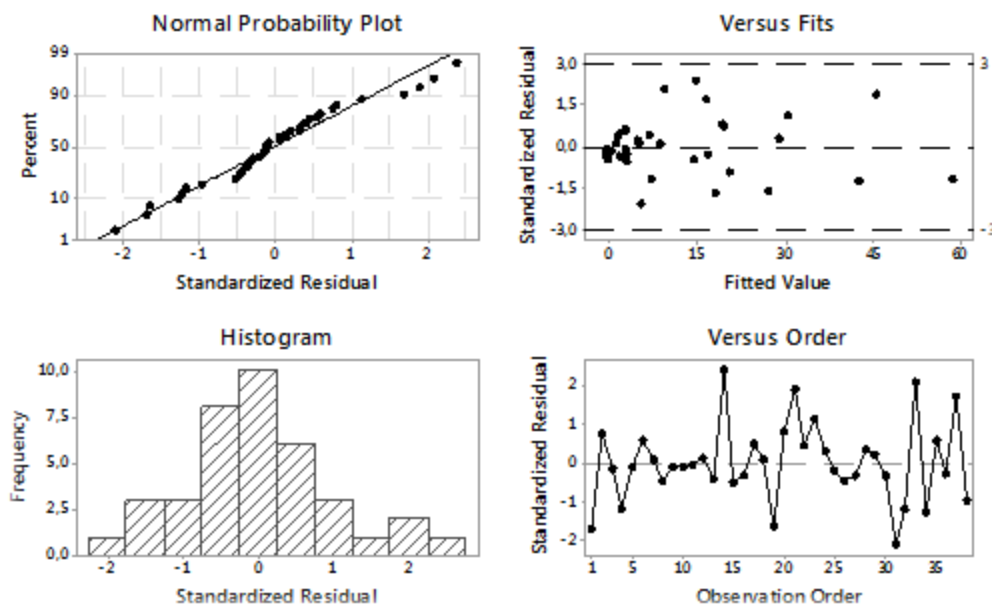 Normal Probability Plot
99
90
50
10
1
Percent
-2 -1 0 1 2
Standardized Residual
Versus Fits
3,0
1,5
0,0
-1,5
-3,0
3
-3
Standardized Residual
0 15 30 45 60
Fitted Value
Histogram
10,0
7,5
5,0
2,5
0,0
Frequency
-2 -1 0 1 2
Standardized Residual
Versus Order
2
1
0
-1
-2
Standardized Residual
1 5 10 15 20 25 30 35
Observation Order